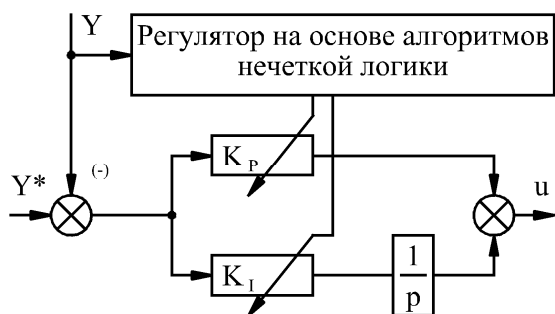 Y
Регулятор на основе алгоритмов
нечеткой логики
(-)
K P
Y*
u
K I
1
p